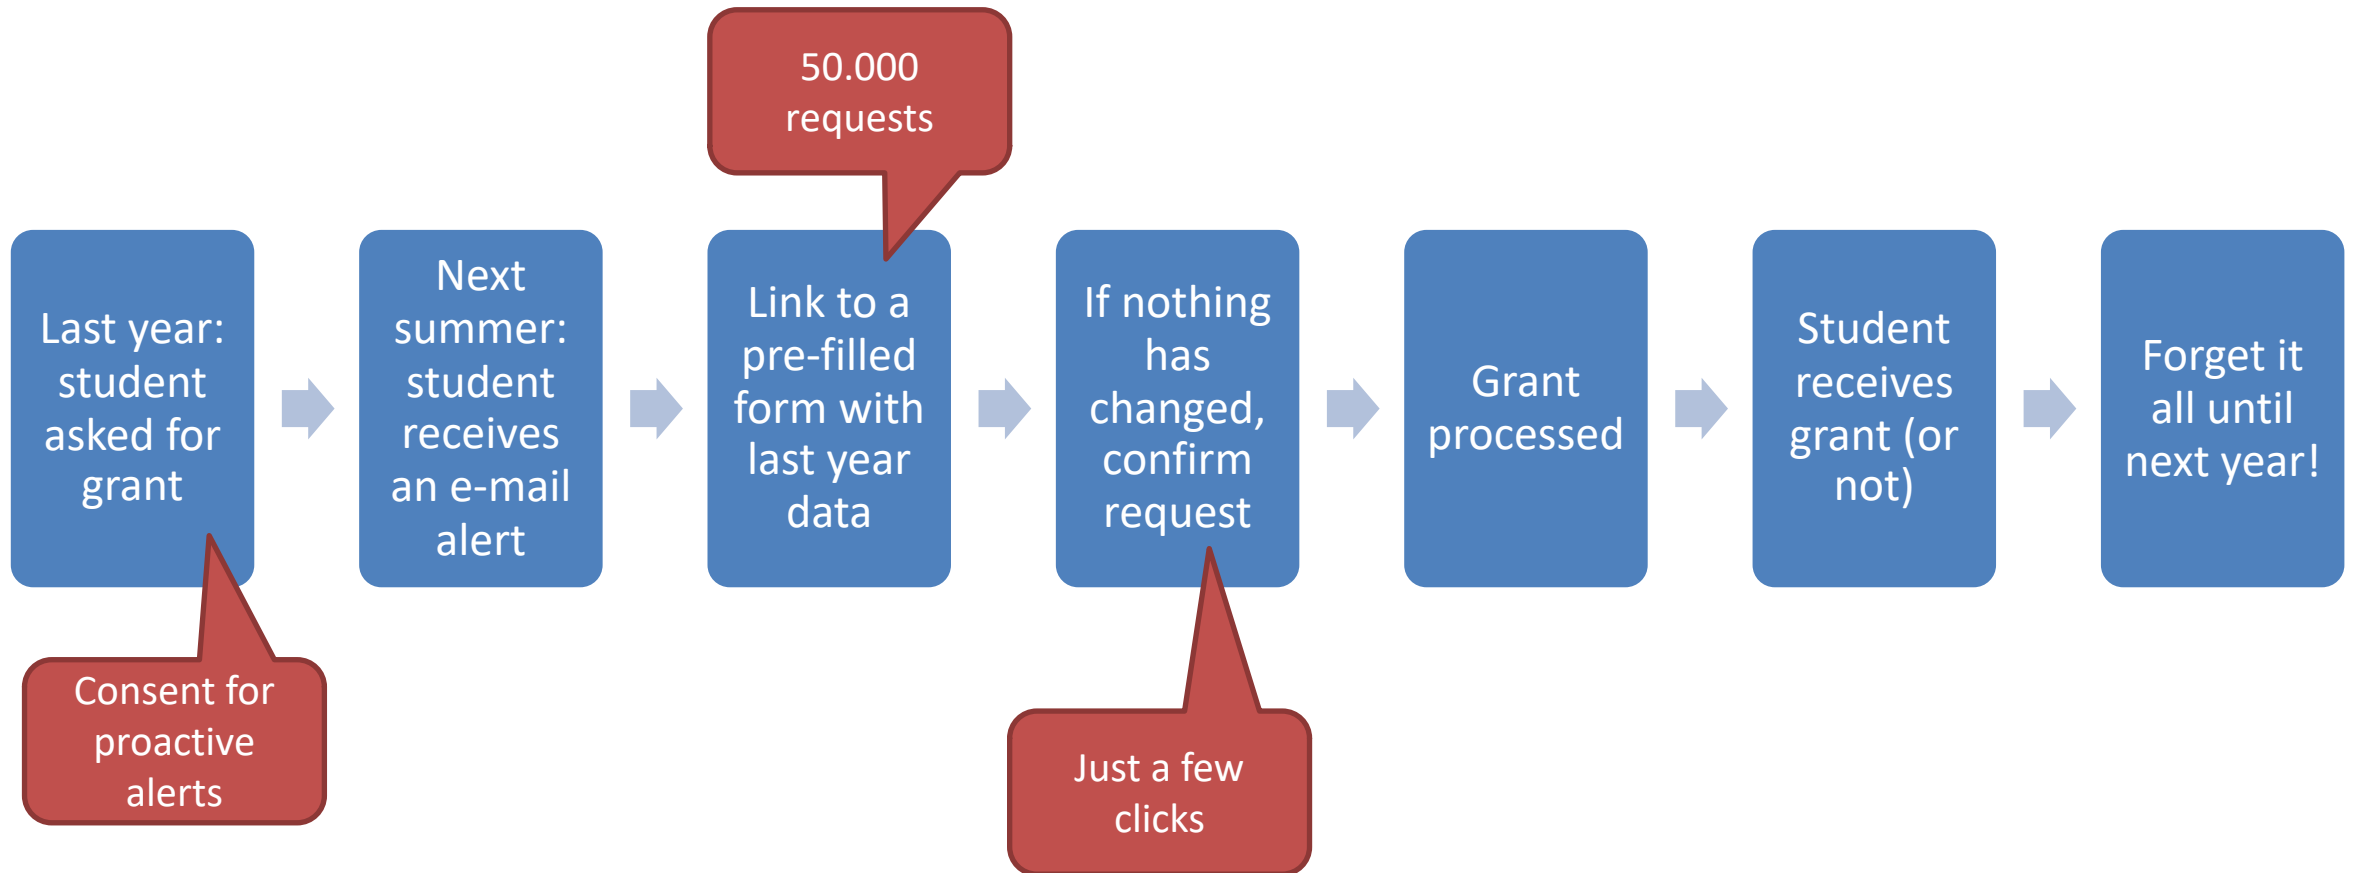 50.000
requests
Last year:
student
asked for
grant
Next
summer:
student
receives
an e-mail
alert
Link to a
pre-filled
form with
last year
data
If nothing
has
changed,
confirm
request
Grant
processed
Student
receives
grant (or
not)
Forget it
all until
next year!
Consent for
proactive
alerts
Just a few
clicks